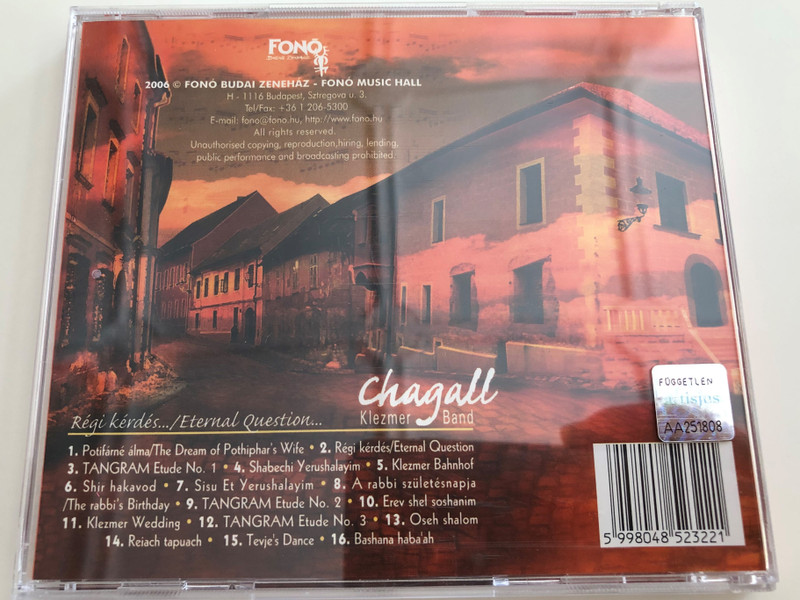 FONÓ
2006 © FONÓ BUDAI ZENEHÁZ - FONÓ MUSIC HALL
H - 1116 Budapest, Sztregova u. 3.
Tel/Fax: +36 1 206-5300
E-mail: fono@fono.hu, http://www.fono.hu
All rights reserved.
Unauthorised copying, reproduction,hiring, lending,
public performance and broadcasting prohibited.
chagall
Klezmer Band
Régi kérdés.../Eternal Question...
1. Potifárné álma/The Dream of Pothiphar's Wife • 2. Régi kérdés/Eternal Question
3. TANGRAM Etude No. 1 • 4. Shabechi Yerushalayim • 5. Klezmer Bahnhof
6. Shir hakavod • 7. Sisu Et Yerushalayim • 8. A rabbi születésnapja
/The rabbi's Birthday • 9. TANGRAM Etude No. 2 • 10. Erev shel soshanim
11. Klezmer Wedding • 12. TANGRAM Etude No. 3 • 13. Oseh shalom
14. Reiach tapuach • 15. Tevje's Dance • 16. Bashana haba'ah
FÜGGETLEN
AA251808
5 998048 523221